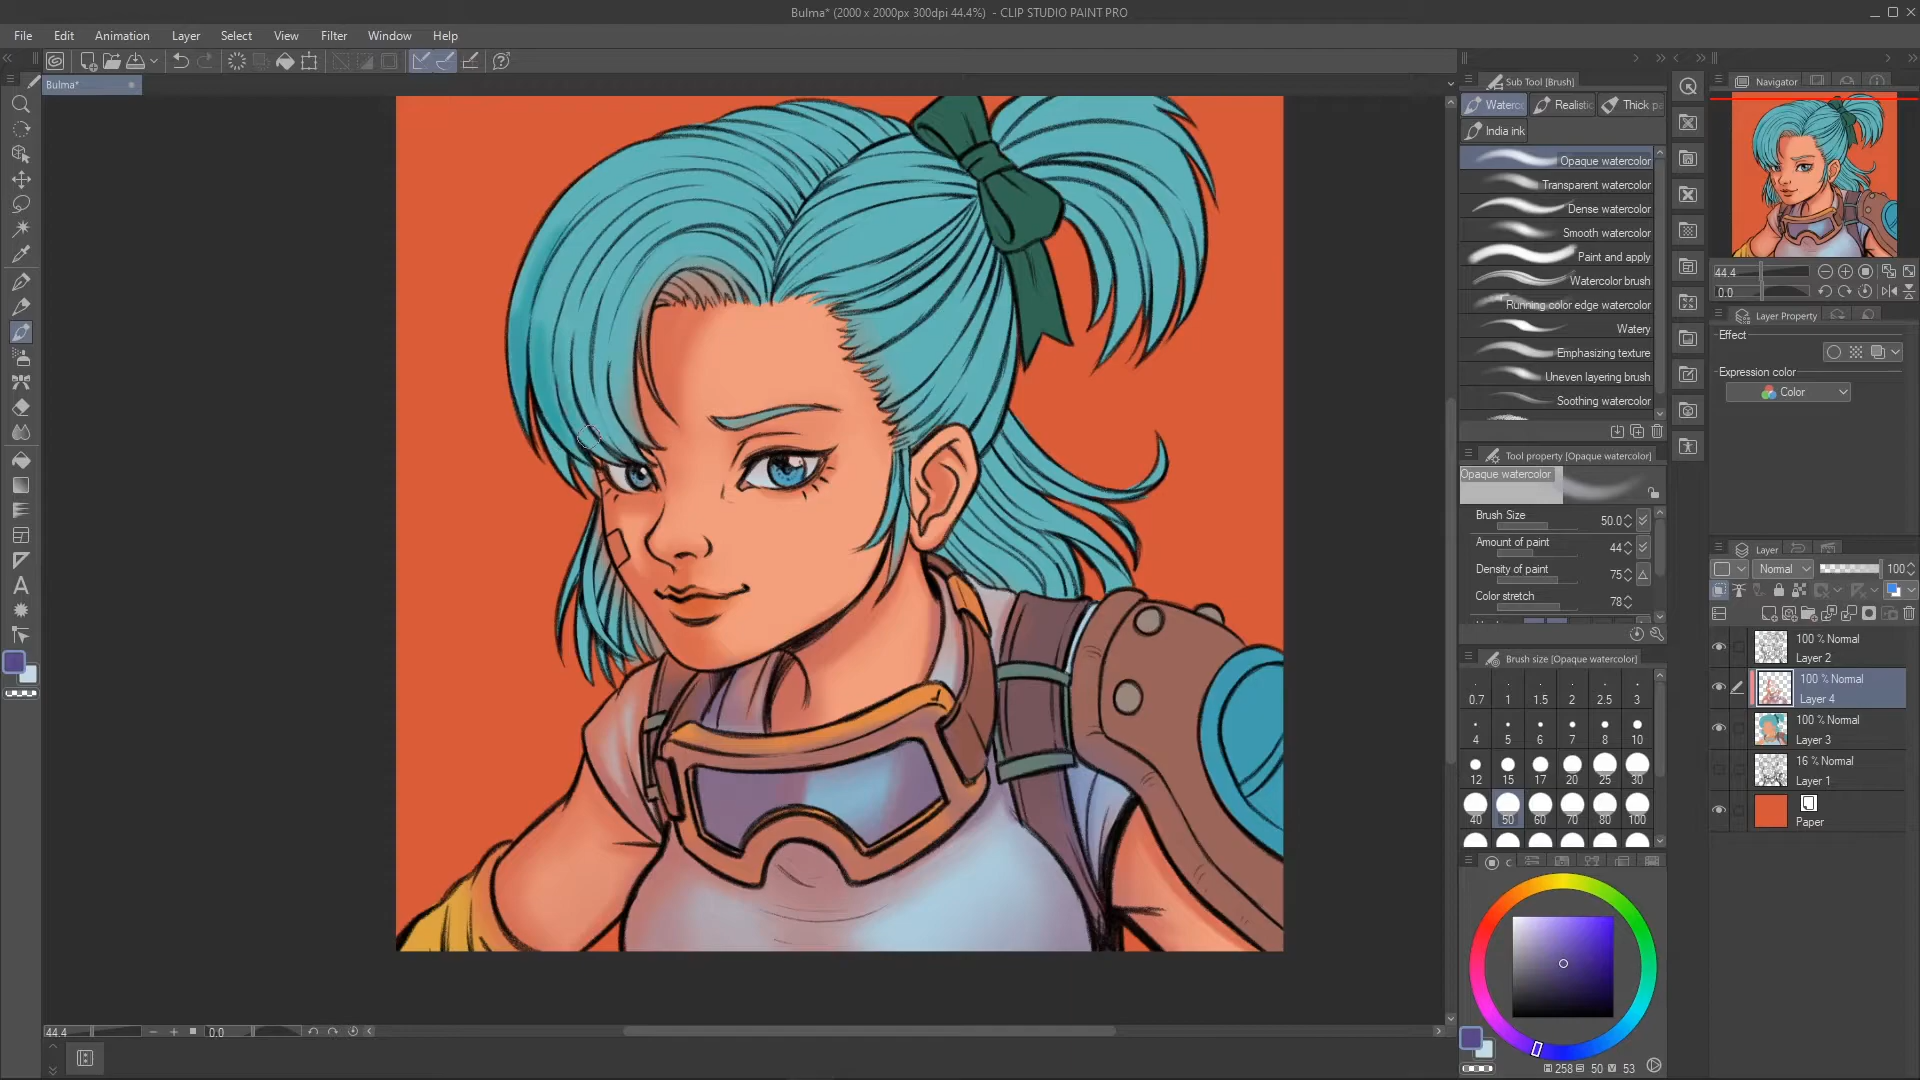 Bulma* (2000 x 2000px 300dpi 44.4%) - CLIP STUDIO PAINT PRO
File Edit Animation Layer Select View Filter Window Help
Bulma*
Sub Tool [Brush]
Waterc Realistic Thick pa
India ink
Opaque watercolor
Transparent watercolor
Dense watercolor
Smooth watercolor
Paint and apply
Watercolor brush
Running color edge watercolor
Watery
Emphasizing texture
Uneven layering brush
Soothing watercolor
Tool property [Opaque watercolor]
Opaque watercolor
Brush Size 50.0
Amount of paint 44
Density of paint 75
Color stretch 78
Brush size [Opaque watercolor]
0.7 1 1.5 2 2.5 3
4 5 6 7 8 10
12 15 17 20 25 30
40 50 60 70 80 100
C
258 50 53
Navigator
44.4
0.0
Layer Property
Effect
Expression color
Color
Layer
Normal 100
100 % Normal
Layer 2
100 % Normal
Layer 4
100 % Normal
Layer 3
16 % Normal
Layer 1
Paper
44.4 0.0